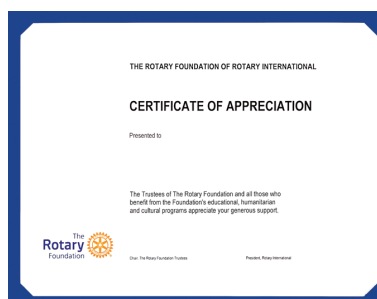 THE ROTARY FOUNDATION OF ROTARY INTERNATIONAL
CERTIFICATE OF APPRECIATION
Presented to
The Trustees of The Rotary Foundation and all those who
benefit from the Foundation's educational, humanitarian
and cultural programs appreciate your generous support.
The
Rotary
Foundation
Chair, The Rotary Foundation Trustees
President, Rotary International